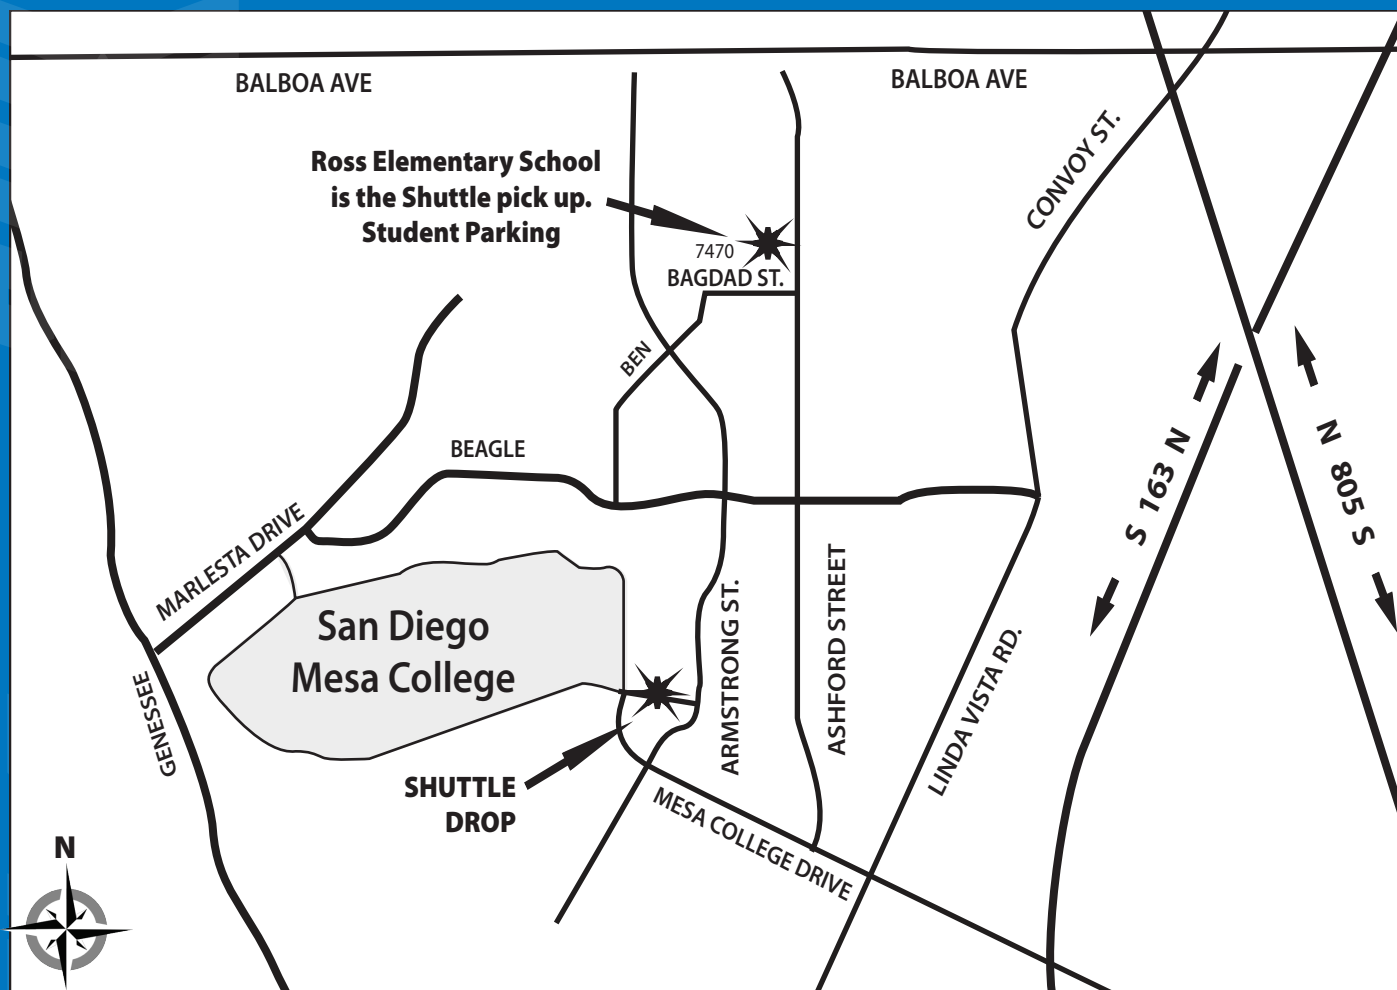 BALBOA AVE
BALBOA AVE
CONVOY ST.
Ross Elementary School
is the Shuttle pick up.
Student Parking
7470
BAGDAD ST.
BEN
BEAGLE
S 163 N
N 805 S
MARLESTA DRIVE
San Diego
Mesa College
ARMSTRONG ST.
ASHFORD STREET
LINDA VISTA RD.
GENESSEE
SHUTTLE
DROP
MESA COLLEGE DRIVE
N